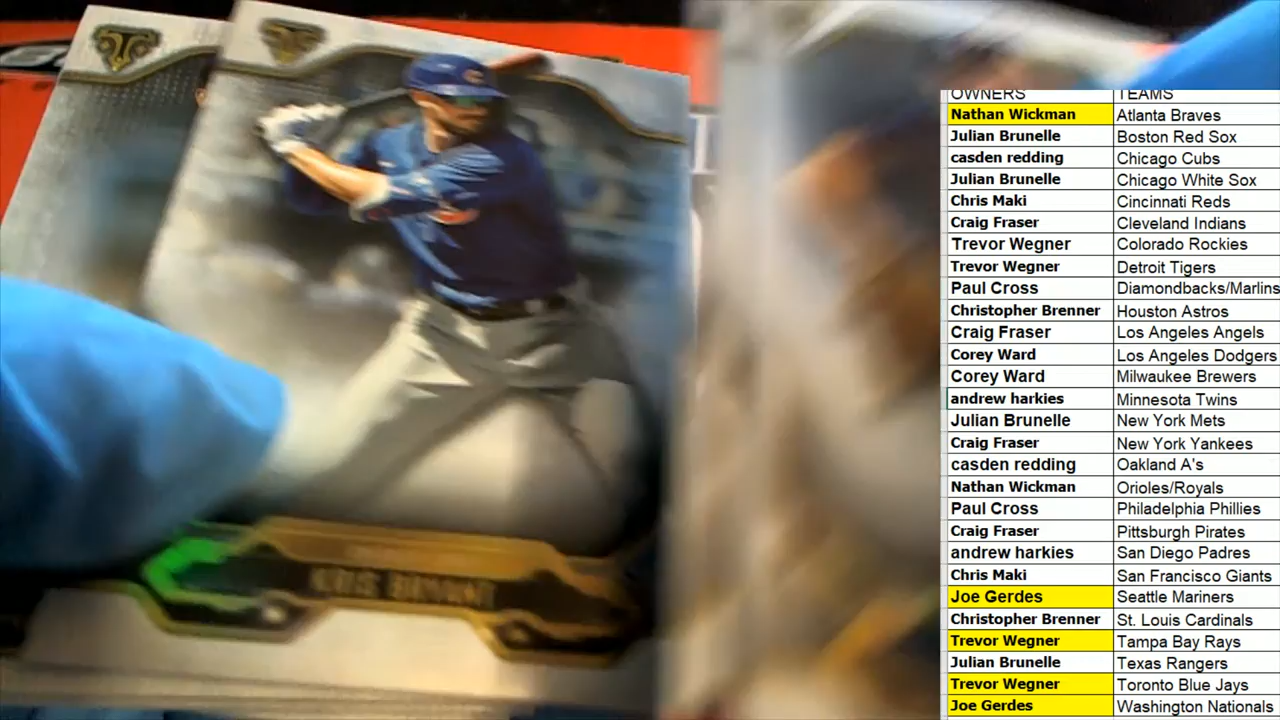 KRIS BRYANT
OWNERS TEAMS
Nathan Wickman Atlanta Braves
Julian Brunelle Boston Red Sox
casden redding Chicago Cubs
Julian Brunelle Chicago White Sox
Chris Maki Cincinnati Reds
Craig Fraser Cleveland Indians
Trevor Wegner Colorado Rockies
Trevor Wegner Detroit Tigers
Paul Cross Diamondbacks/Marlins
Christopher Brenner Houston Astros
Craig Fraser Los Angeles Angels
Corey Ward Los Angeles Dodgers
Corey Ward Milwaukee Brewers
andrew harkies Minnesota Twins
Julian Brunelle New York Mets
Craig Fraser New York Yankees
casden redding Oakland A's
Nathan Wickman Orioles/Royals
Paul Cross Philadelphia Phillies
Craig Fraser Pittsburgh Pirates
andrew harkies San Diego Padres
Chris Maki San Francisco Giants
Joe Gerdes Seattle Mariners
Christopher Brenner St. Louis Cardinals
Trevor Wegner Tampa Bay Rays
Julian Brunelle Texas Rangers
Trevor Wegner Toronto Blue Jays
Joe Gerdes Washington Nationals